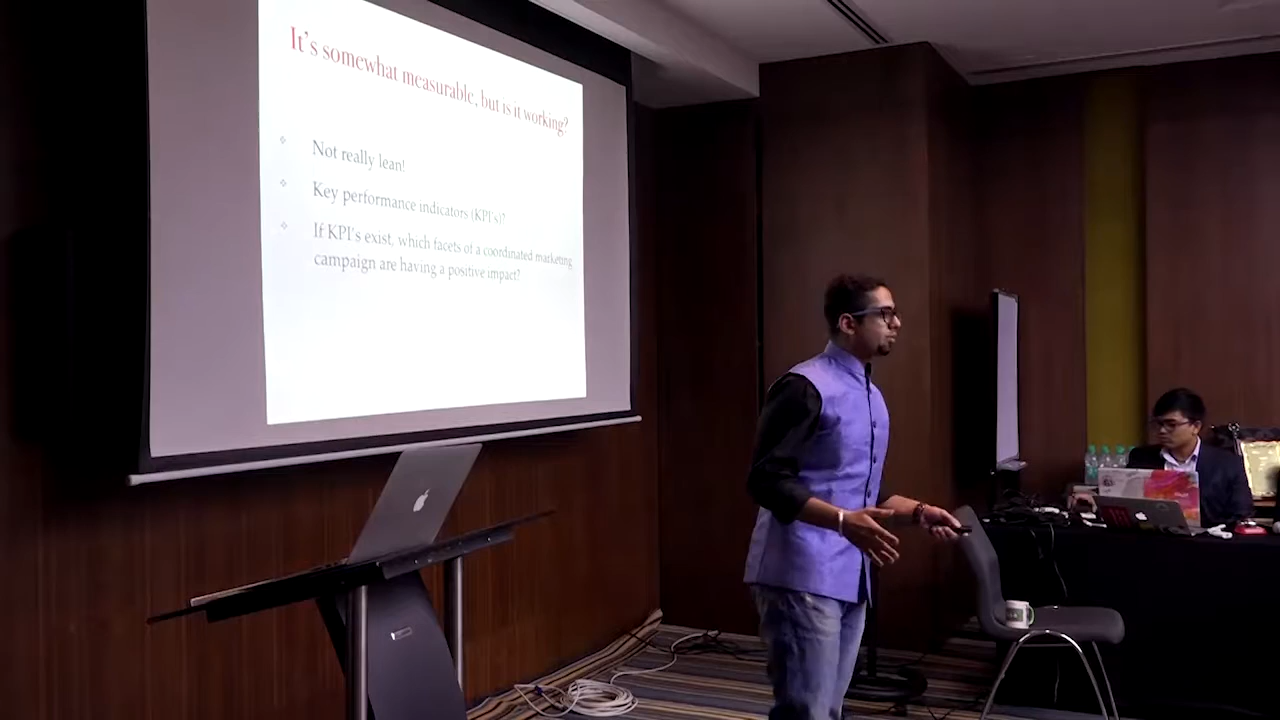 It's somewhat measurable, but is it working?
Not really lean!
Key performance indicators (KPI's)?
If KPI's exist, which facets of a coordinated marketing
campaign are having a positive impact?